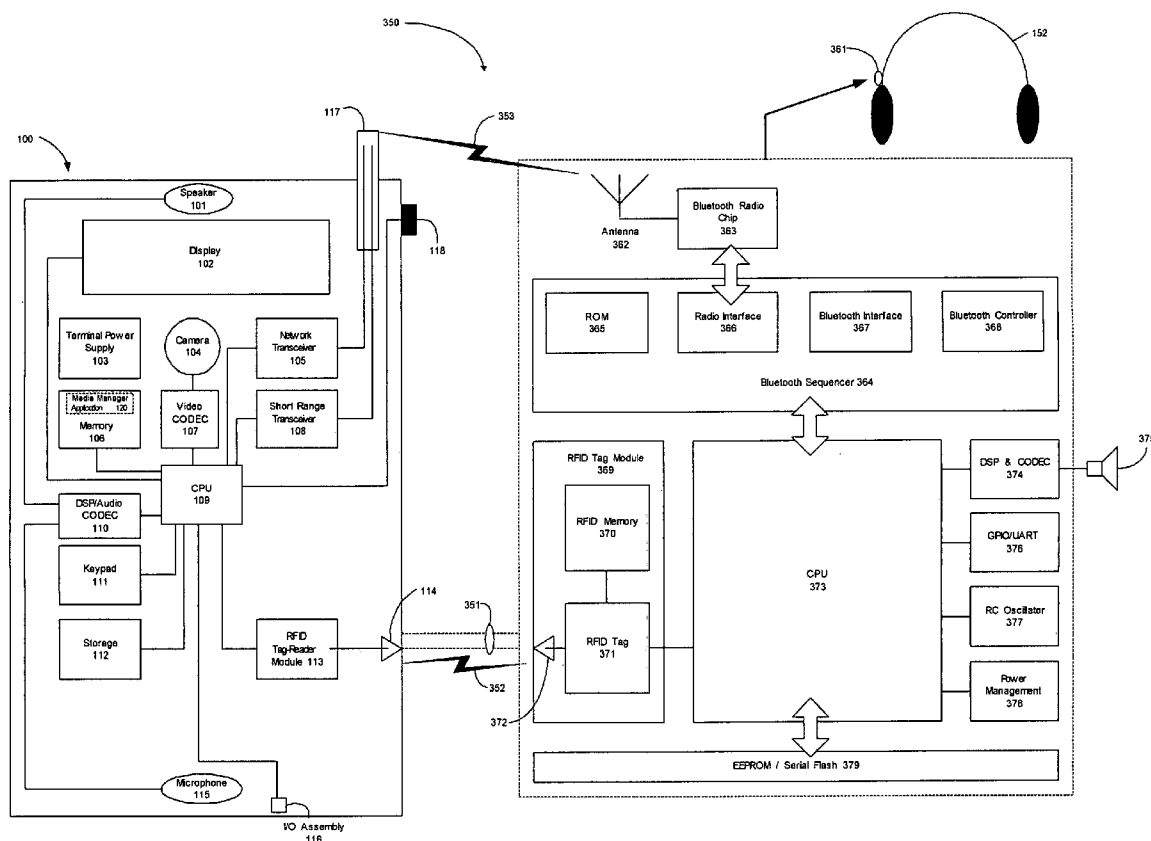 350
361
152
117
353
100
Speaker
101
118
Display
102
Antenna
362
Bluetooth Radio
Chip
363
Terminal Power
Supply
103
Camera
104
Network
Transceiver
105
ROM
365
Radio Interface
366
Bluetooth Interface
367
Bluetooth Controller
368
Bluetooth Sequencer 364
Media Manager
Application 120
Memory
106
Video
CODEC
107
Short Range
Transceiver
108
CPU
109
DSP/Audio
CODEC
110
Keypad
111
Storage
112
RFID
Tag-Reader
Module 113
114
351
352
372
RFID Tag Module
369
RFID Memory
370
RFID Tag
371
CPU
373
DSP & CODEC
374
375
GPIO/UART
376
RC Oscillator
377
Power
Management
378
EEPROM / Serial Flash 379
Microphone
115
I/O Assembly
116